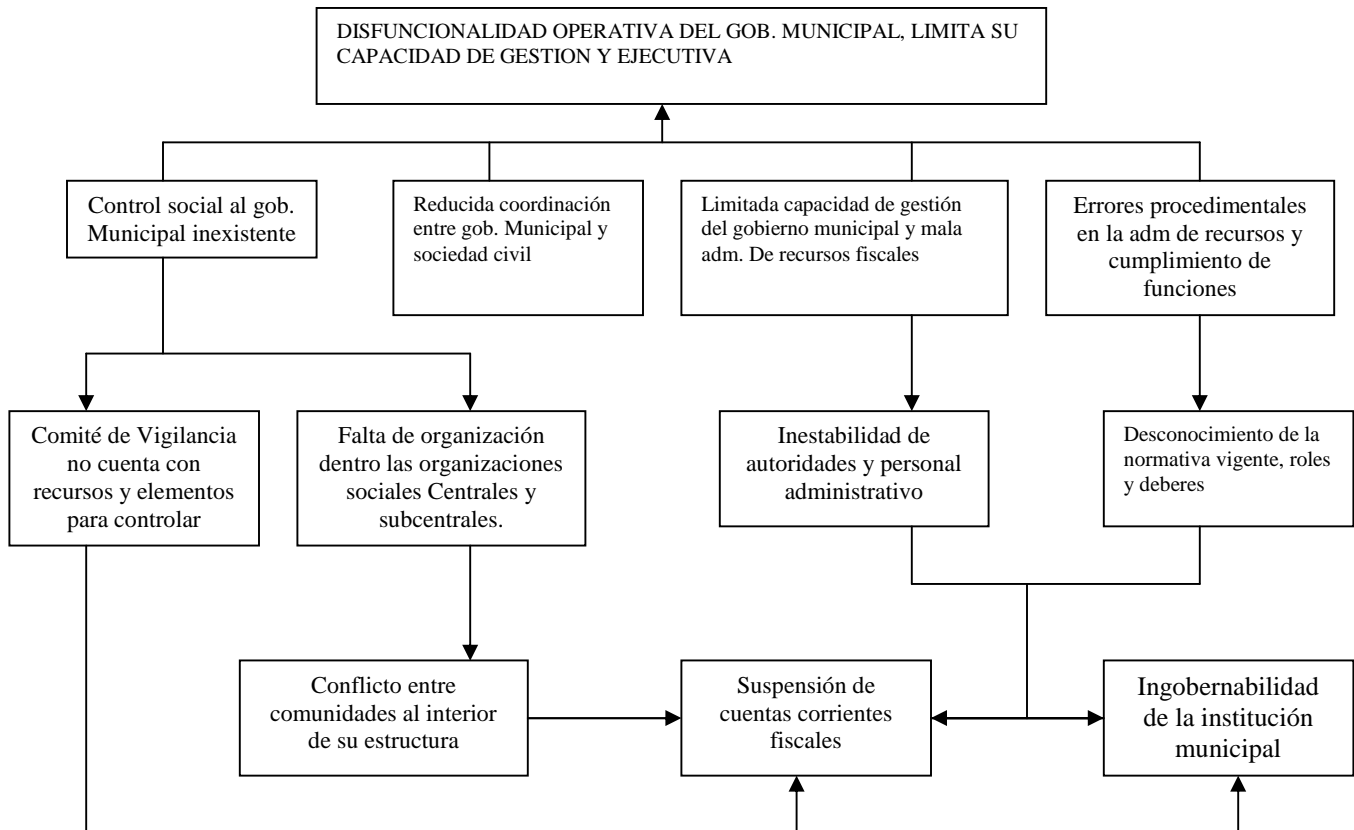 DISFUNCIONALIDAD OPERATIVA DEL GOB. MUNICIPAL, LIMITA SU
CAPACIDAD DE GESTION Y EJECUTIVA
Control social al gob.
Municipal inexistente
Reducida coordinación
entre gob. Municipal y
sociedad civil
Limitada capacidad de gestión
del gobierno municipal y mala
adm. De recursos fiscales
Errores procedimentales
en la adm de recursos y
cumplimiento de
funciones
Comité de Vigilancia
no cuenta con
recursos y elementos
para controlar
Falta de organización
dentro las organizaciones
sociales Centrales y
subcentrales.
Inestabilidad de
autoridades y personal
administrativo
Desconocimiento de la
normativa vigente, roles
y deberes
Conflicto entre
comunidades al interior
de su estructura
Suspensión de
cuentas corrientes
fiscales
Ingobernabilidad
de la institución
municipal